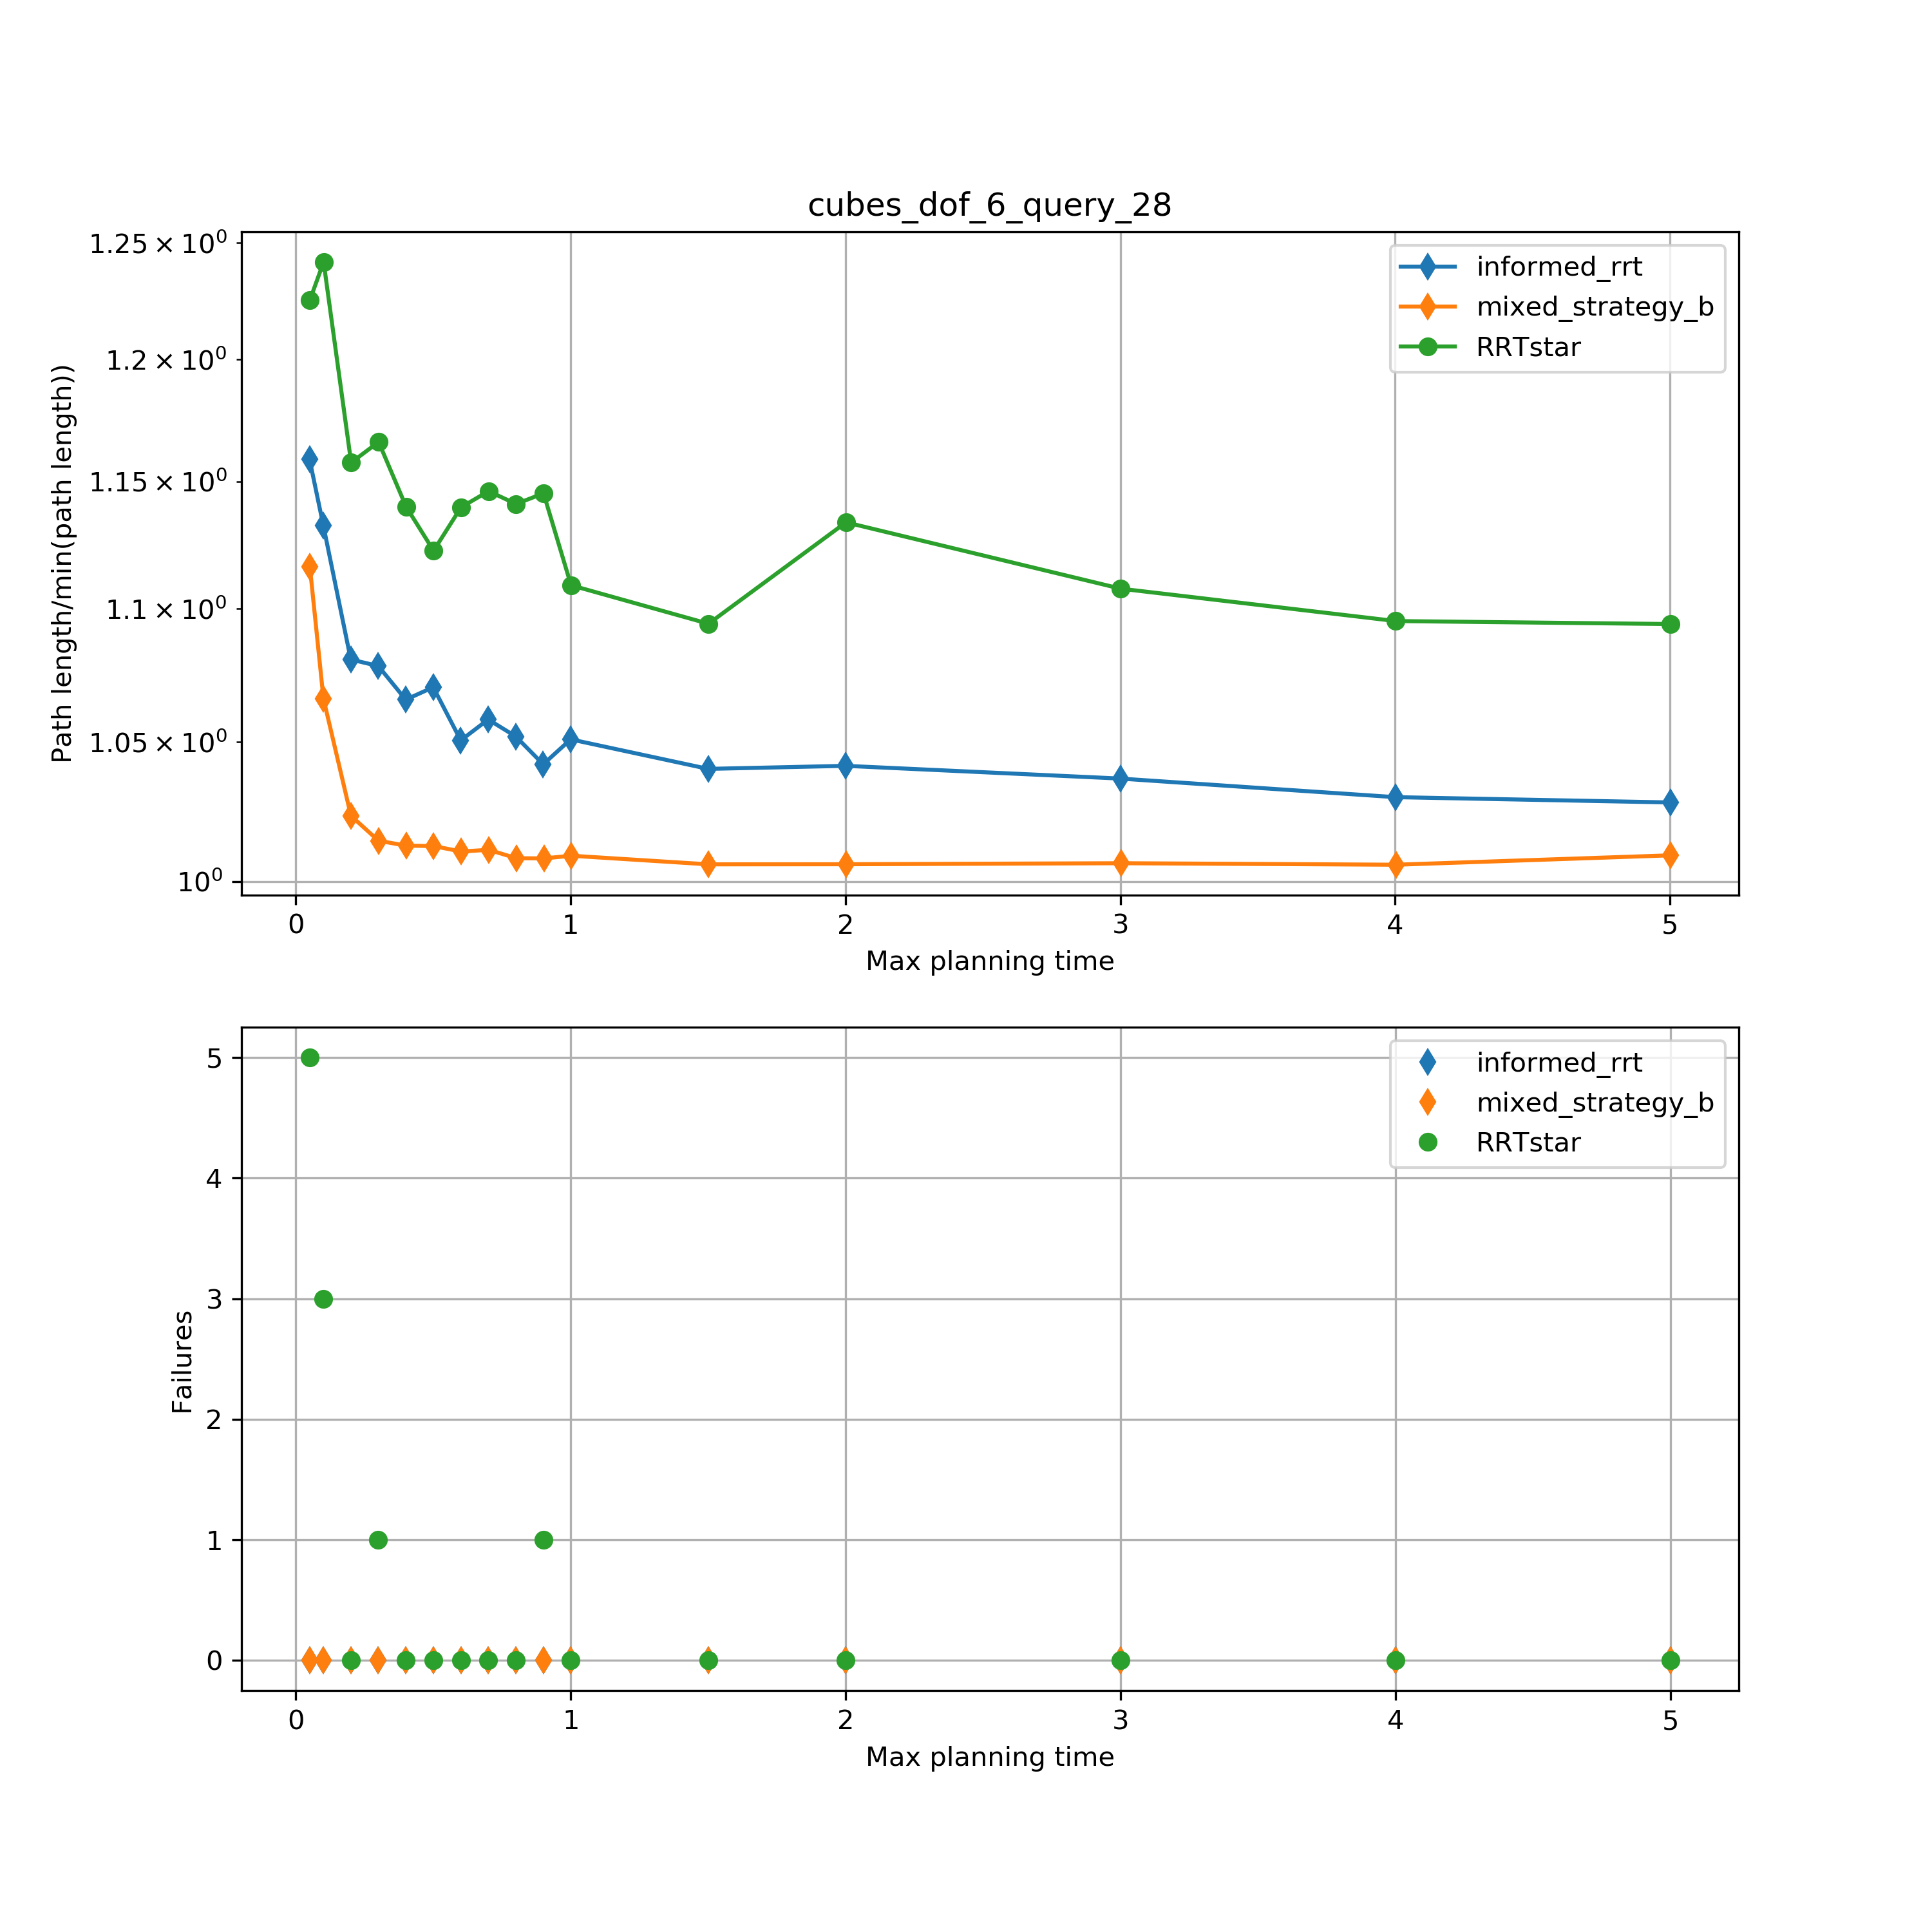 cubes_dof_6_query_28
1.25 × 10⁰
1.2 × 10⁰
1.15 × 10⁰
1.1 × 10⁰
1.05 × 10⁰
10⁰
Path length/min(path length))
informed_rrt
mixed_strategy_b
RRTstar
0 1 2 3 4 5
Max planning time
5
4
3
2
1
0
Failures
informed_rrt
mixed_strategy_b
RRTstar
0 1 2 3 4 5
Max planning time